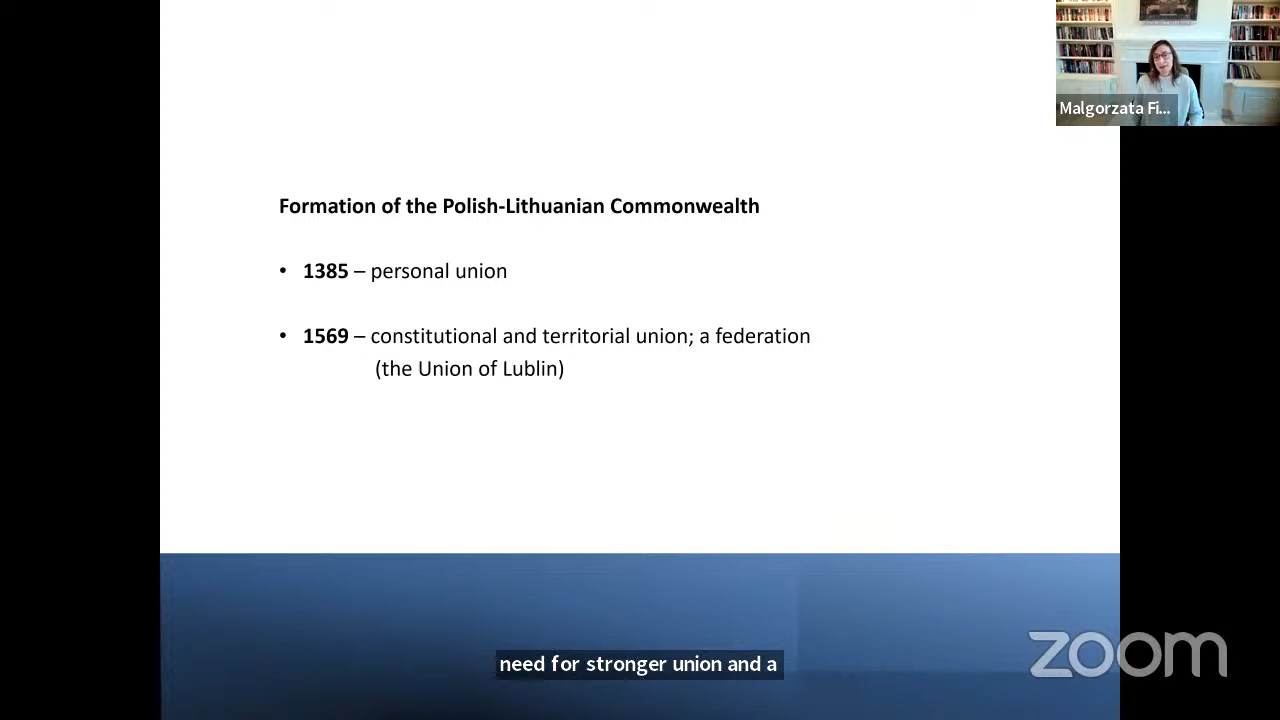 Malgorzata Fi...
Formation of the Polish-Lithuanian Commonwealth
• 1385 – personal union
• 1569 – constitutional and territorial union; a federation
(the Union of Lublin)
need for stronger union and a
zoom